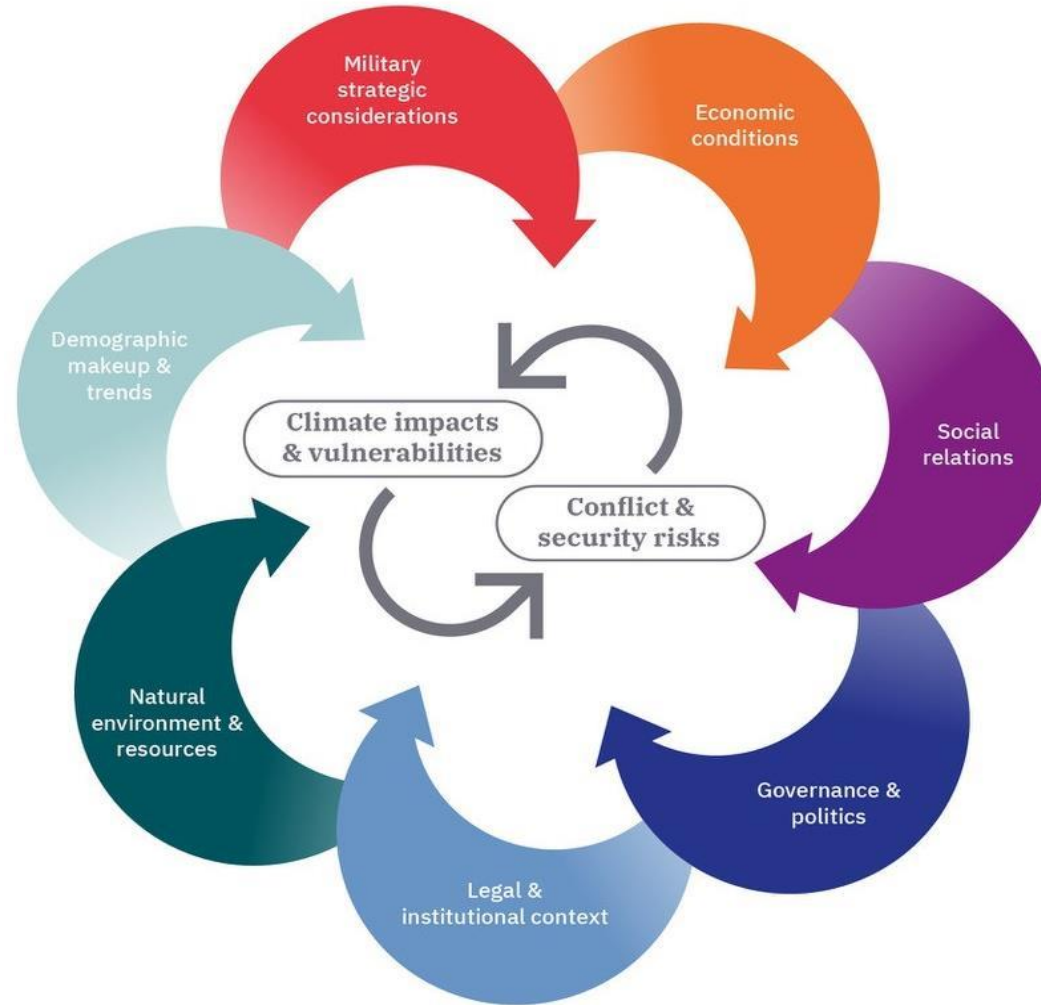 Military
strategic
considerations
Economic
conditions
Demographic
makeup &
trends
Climate impacts
& vulnerabilities
Social
relations
Conflict &
security risks
Natural
environment &
resources
Governance &
politics
Legal &
institutional context